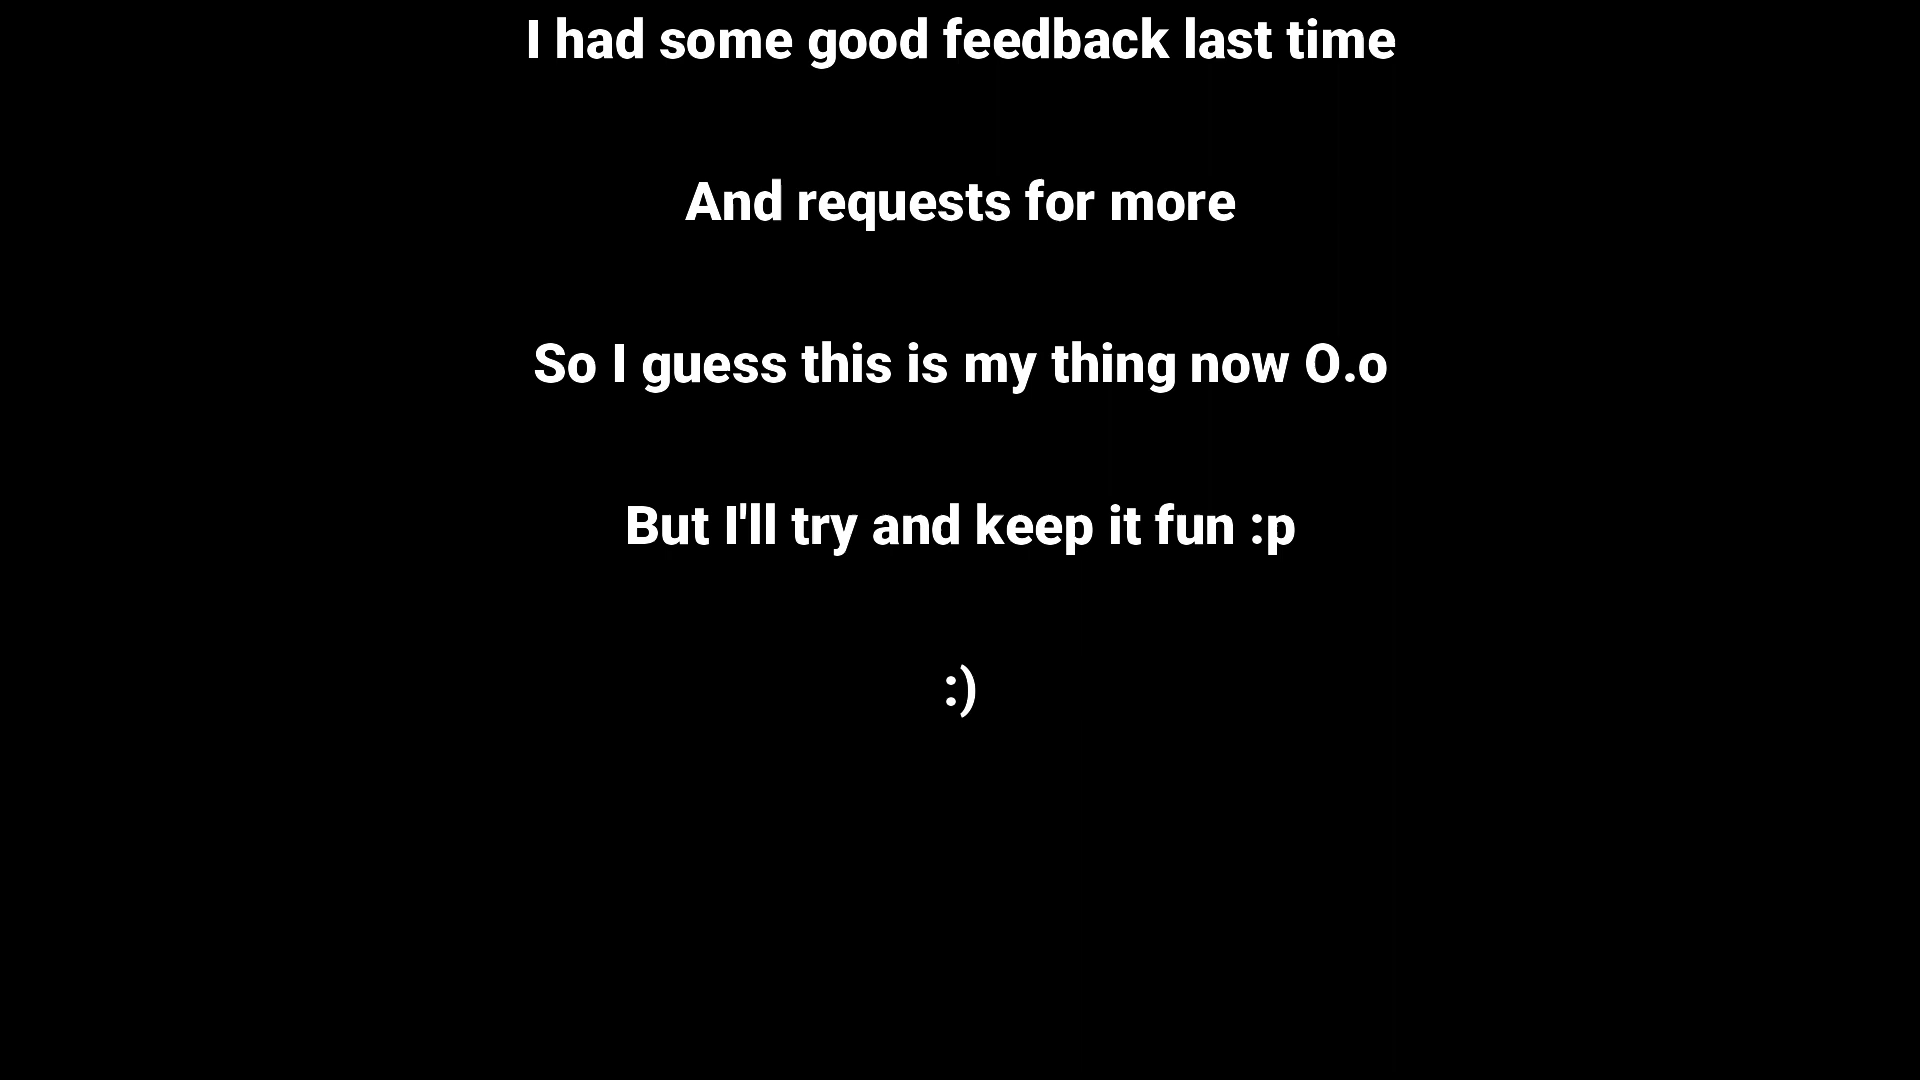 I had some good feedback last time
And requests for more
So I guess this is my thing now O.o
But I'll try and keep it fun :p
:)